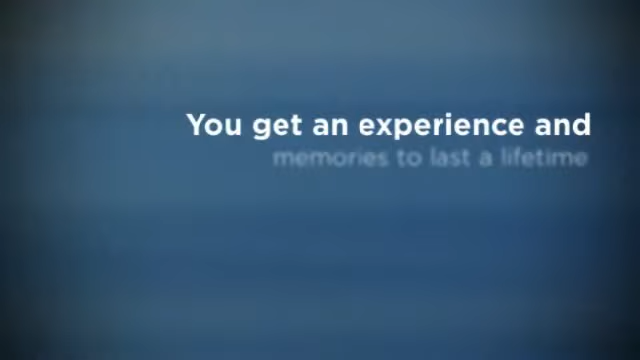 You get an experience and
memories to last a lifetime